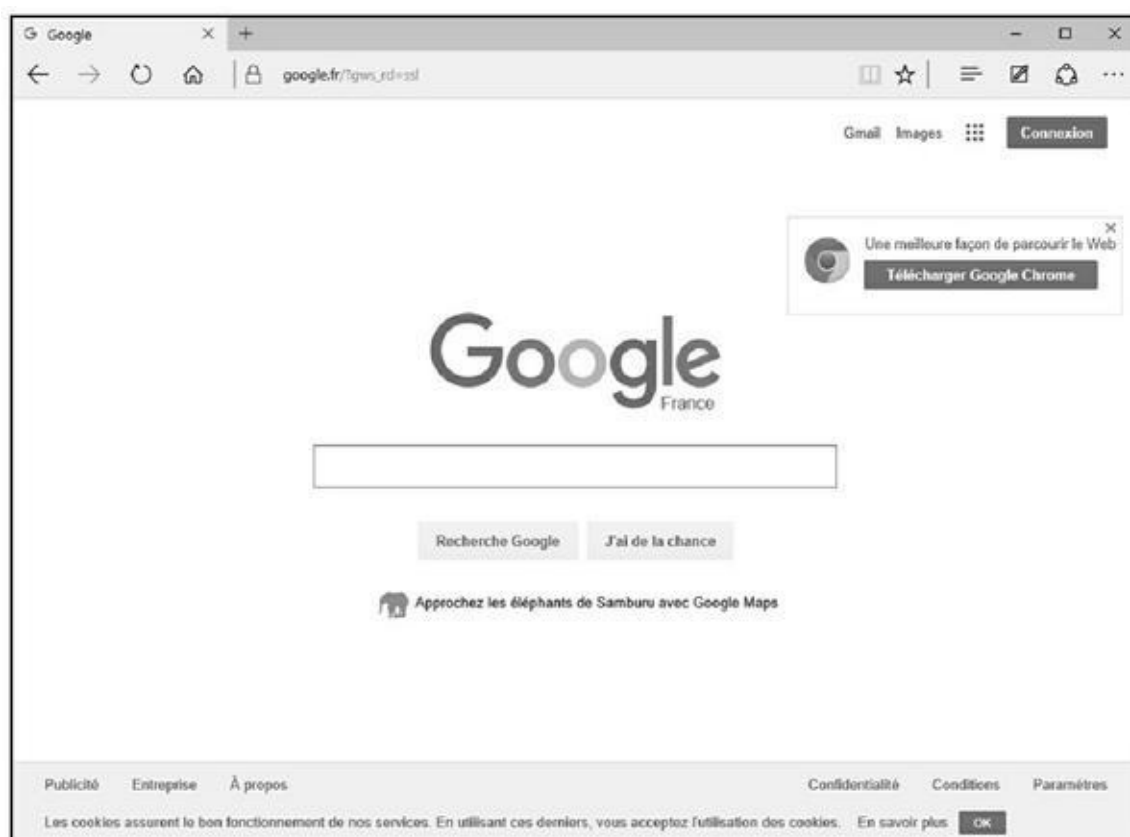 Google
google.fr/?gws_rd=ssl
Gmail Images Connexion
Une meilleure façon de parcourir le Web
Télécharger Google Chrome
Google
France
Recherche Google J'ai de la chance
Approchez les éléphants de Samburu avec Google Maps
Publicité Entreprise À propos Confidentialité Conditions Paramètres
Les cookies assurent le bon fonctionnement de nos services. En utilisant ces derniers, vous acceptez l'utilisation des cookies. En savoir plus OK